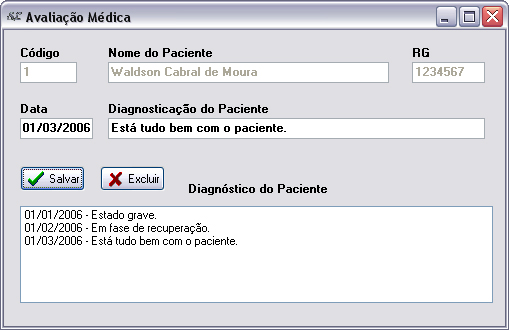 Avaliação Médica
Código Nome do Paciente RG
1 Waldson Cabral de Moura 1234567
Data Diagnosticação do Paciente
01/03/2006 Está tudo bem com o paciente.
Salvar Excluir Diagnóstico do Paciente
01/01/2006 - Estado grave.
01/02/2006 - Em fase de recuperação.
01/03/2006 - Está tudo bem com o paciente.